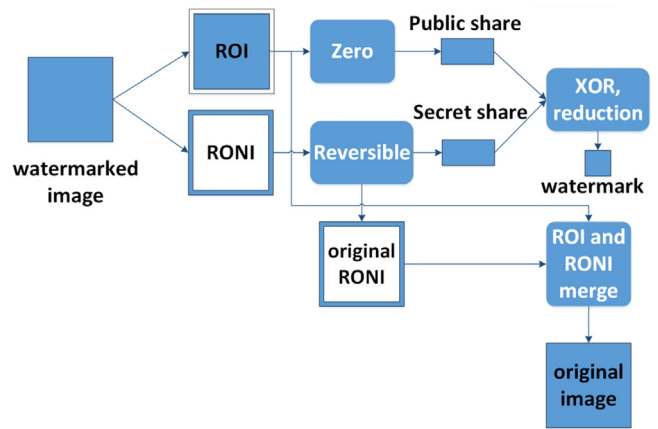 Public share
ROI
Zero
XOR,
reduction
Secret share
RONI
Reversible
watermarked
image
watermark
original
RONI
ROI and
RONI
merge
original
image